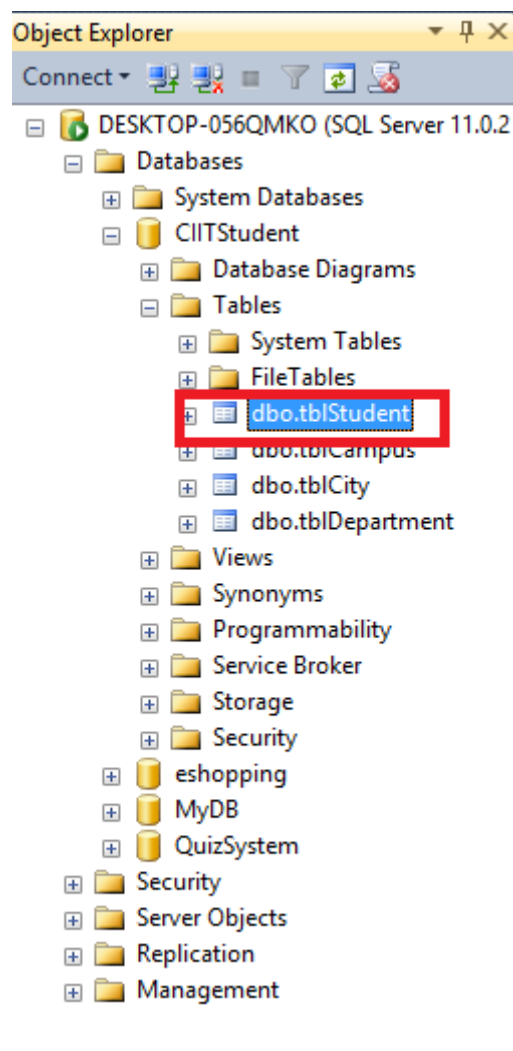 Object Explorer
Connect
DESKTOP-056QMKO (SQL Server 11.0.2
Databases
System Databases
CIITStudent
Database Diagrams
Tables
System Tables
FileTables
dbo.tblStudent
dbo.tblCampus
dbo.tblCity
dbo.tblDepartment
Views
Synonyms
Programmability
Service Broker
Storage
Security
eshopping
MyDB
QuizSystem
Security
Server Objects
Replication
Management